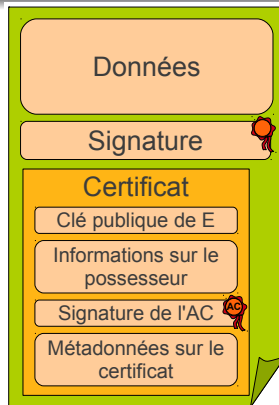 Données
Signature
Certificat
Clé publique de E
Informations sur le
possesseur
Signature de l'AC
AC
Métadonnées sur le
certificat